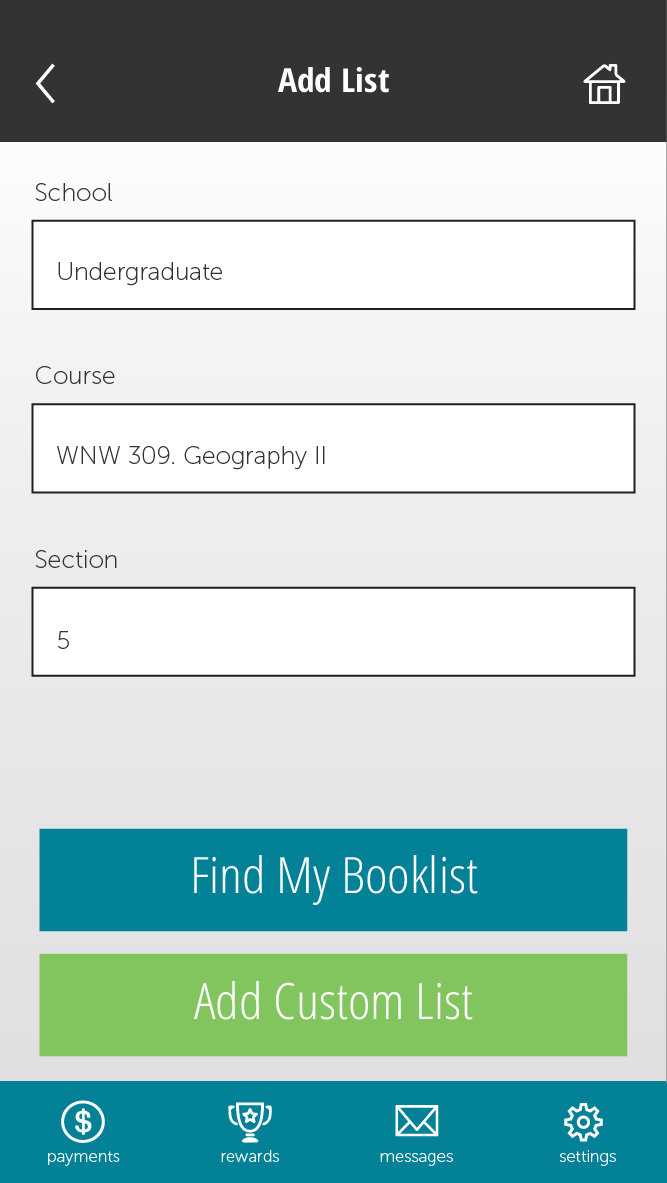 Add List
School
Undergraduate
Course
WNW 309. Geography II
Section
5
Find My Booklist
Add Custom List
$
payments rewards messages settings